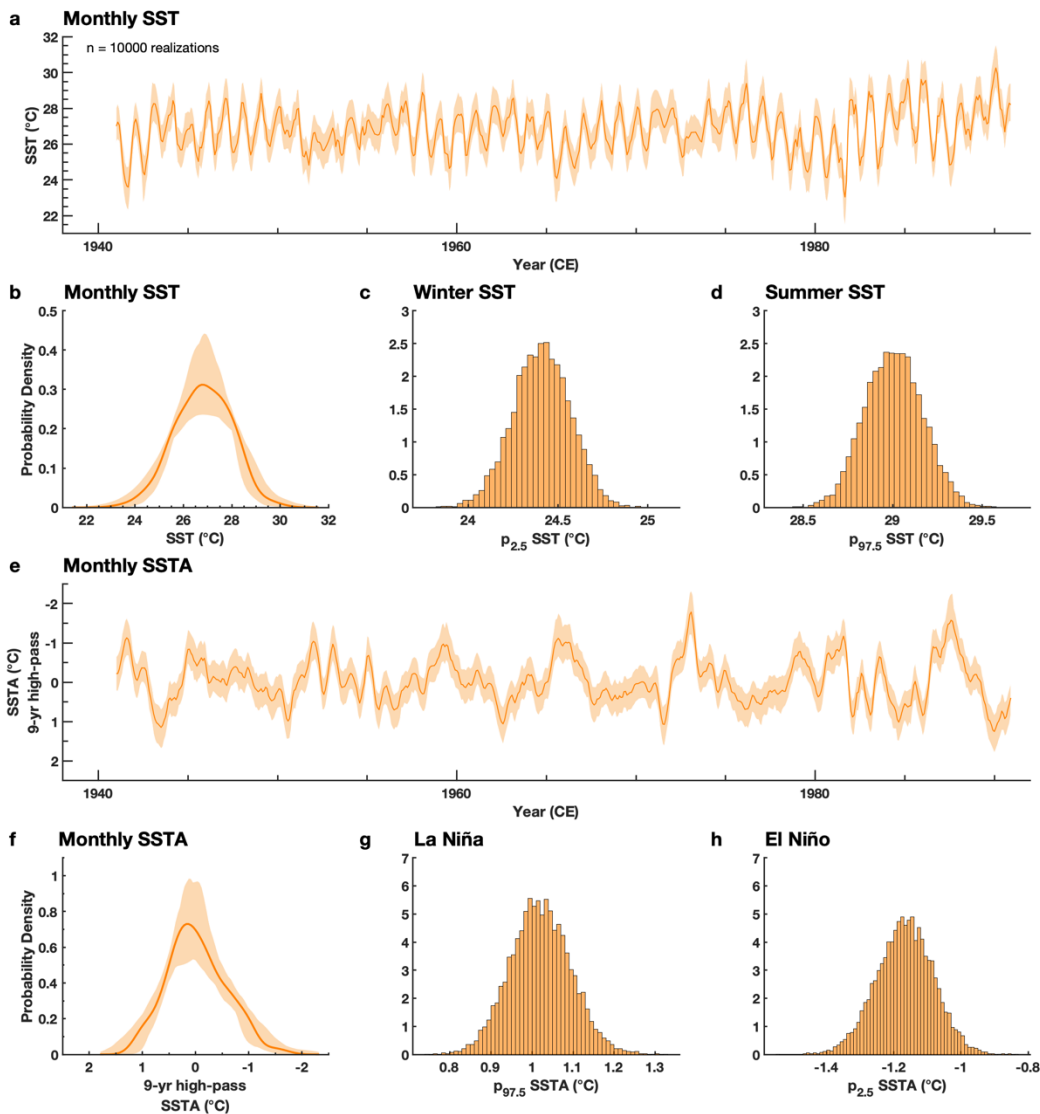 a Monthly SST
n = 10000 realizations
SST (°C)
32
30
28
26
24
22
1940 1960 1980
Year (CE)
b Monthly SST
Probability Density
0.5
0.4
0.3
0.2
0.1
0
22 24 26 28 30 32
SST (°C)
c Winter SST
3
2.5
2
1.5
1
0.5
0
24 24.5 25
p2.5 SST (°C)
d Summer SST
3
2.5
2
1.5
1
0.5
0
28.5 29 29.5
p97.5 SST (°C)
e Monthly SSTA
SSTA (°C)
9-yr high-pass
-2
-1
0
1
2
1940 1960 1980
Year (CE)
f Monthly SSTA
Probability Density
1
0.8
0.6
0.4
0.2
0
2 1 0 -1 -2
9-yr high-pass
SSTA (°C)
g La Niña
7
6
5
4
3
2
1
0
0.8 0.9 1 1.1 1.2 1.3
p97.5 SSTA (°C)
h El Niño
7
6
5
4
3
2
1
0
-1.4 -1.2 -1 -0.8
p2.5 SSTA (°C)